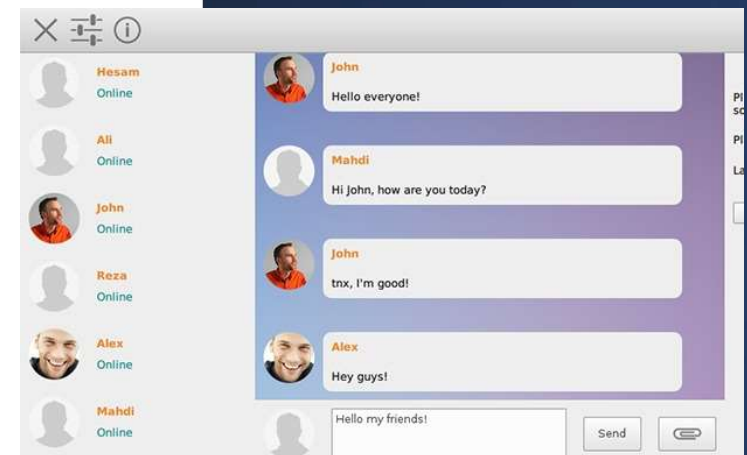 Hesam
Online
Ali
Online
John
Online
Reza
Online
Alex
Online
Mahdi
Online
John
Hello everyone!
Mahdi
Hi John, how are you today?
John
tnx, I'm good!
Alex
Hey guys!
Hello my friends!
Send